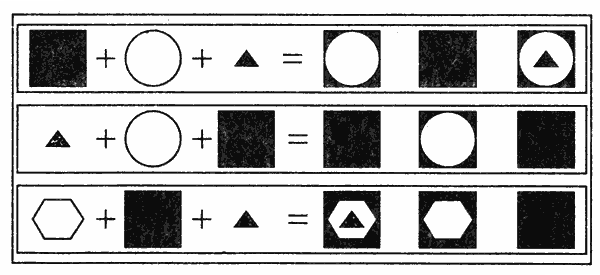 + + =
+ + =
+ + =